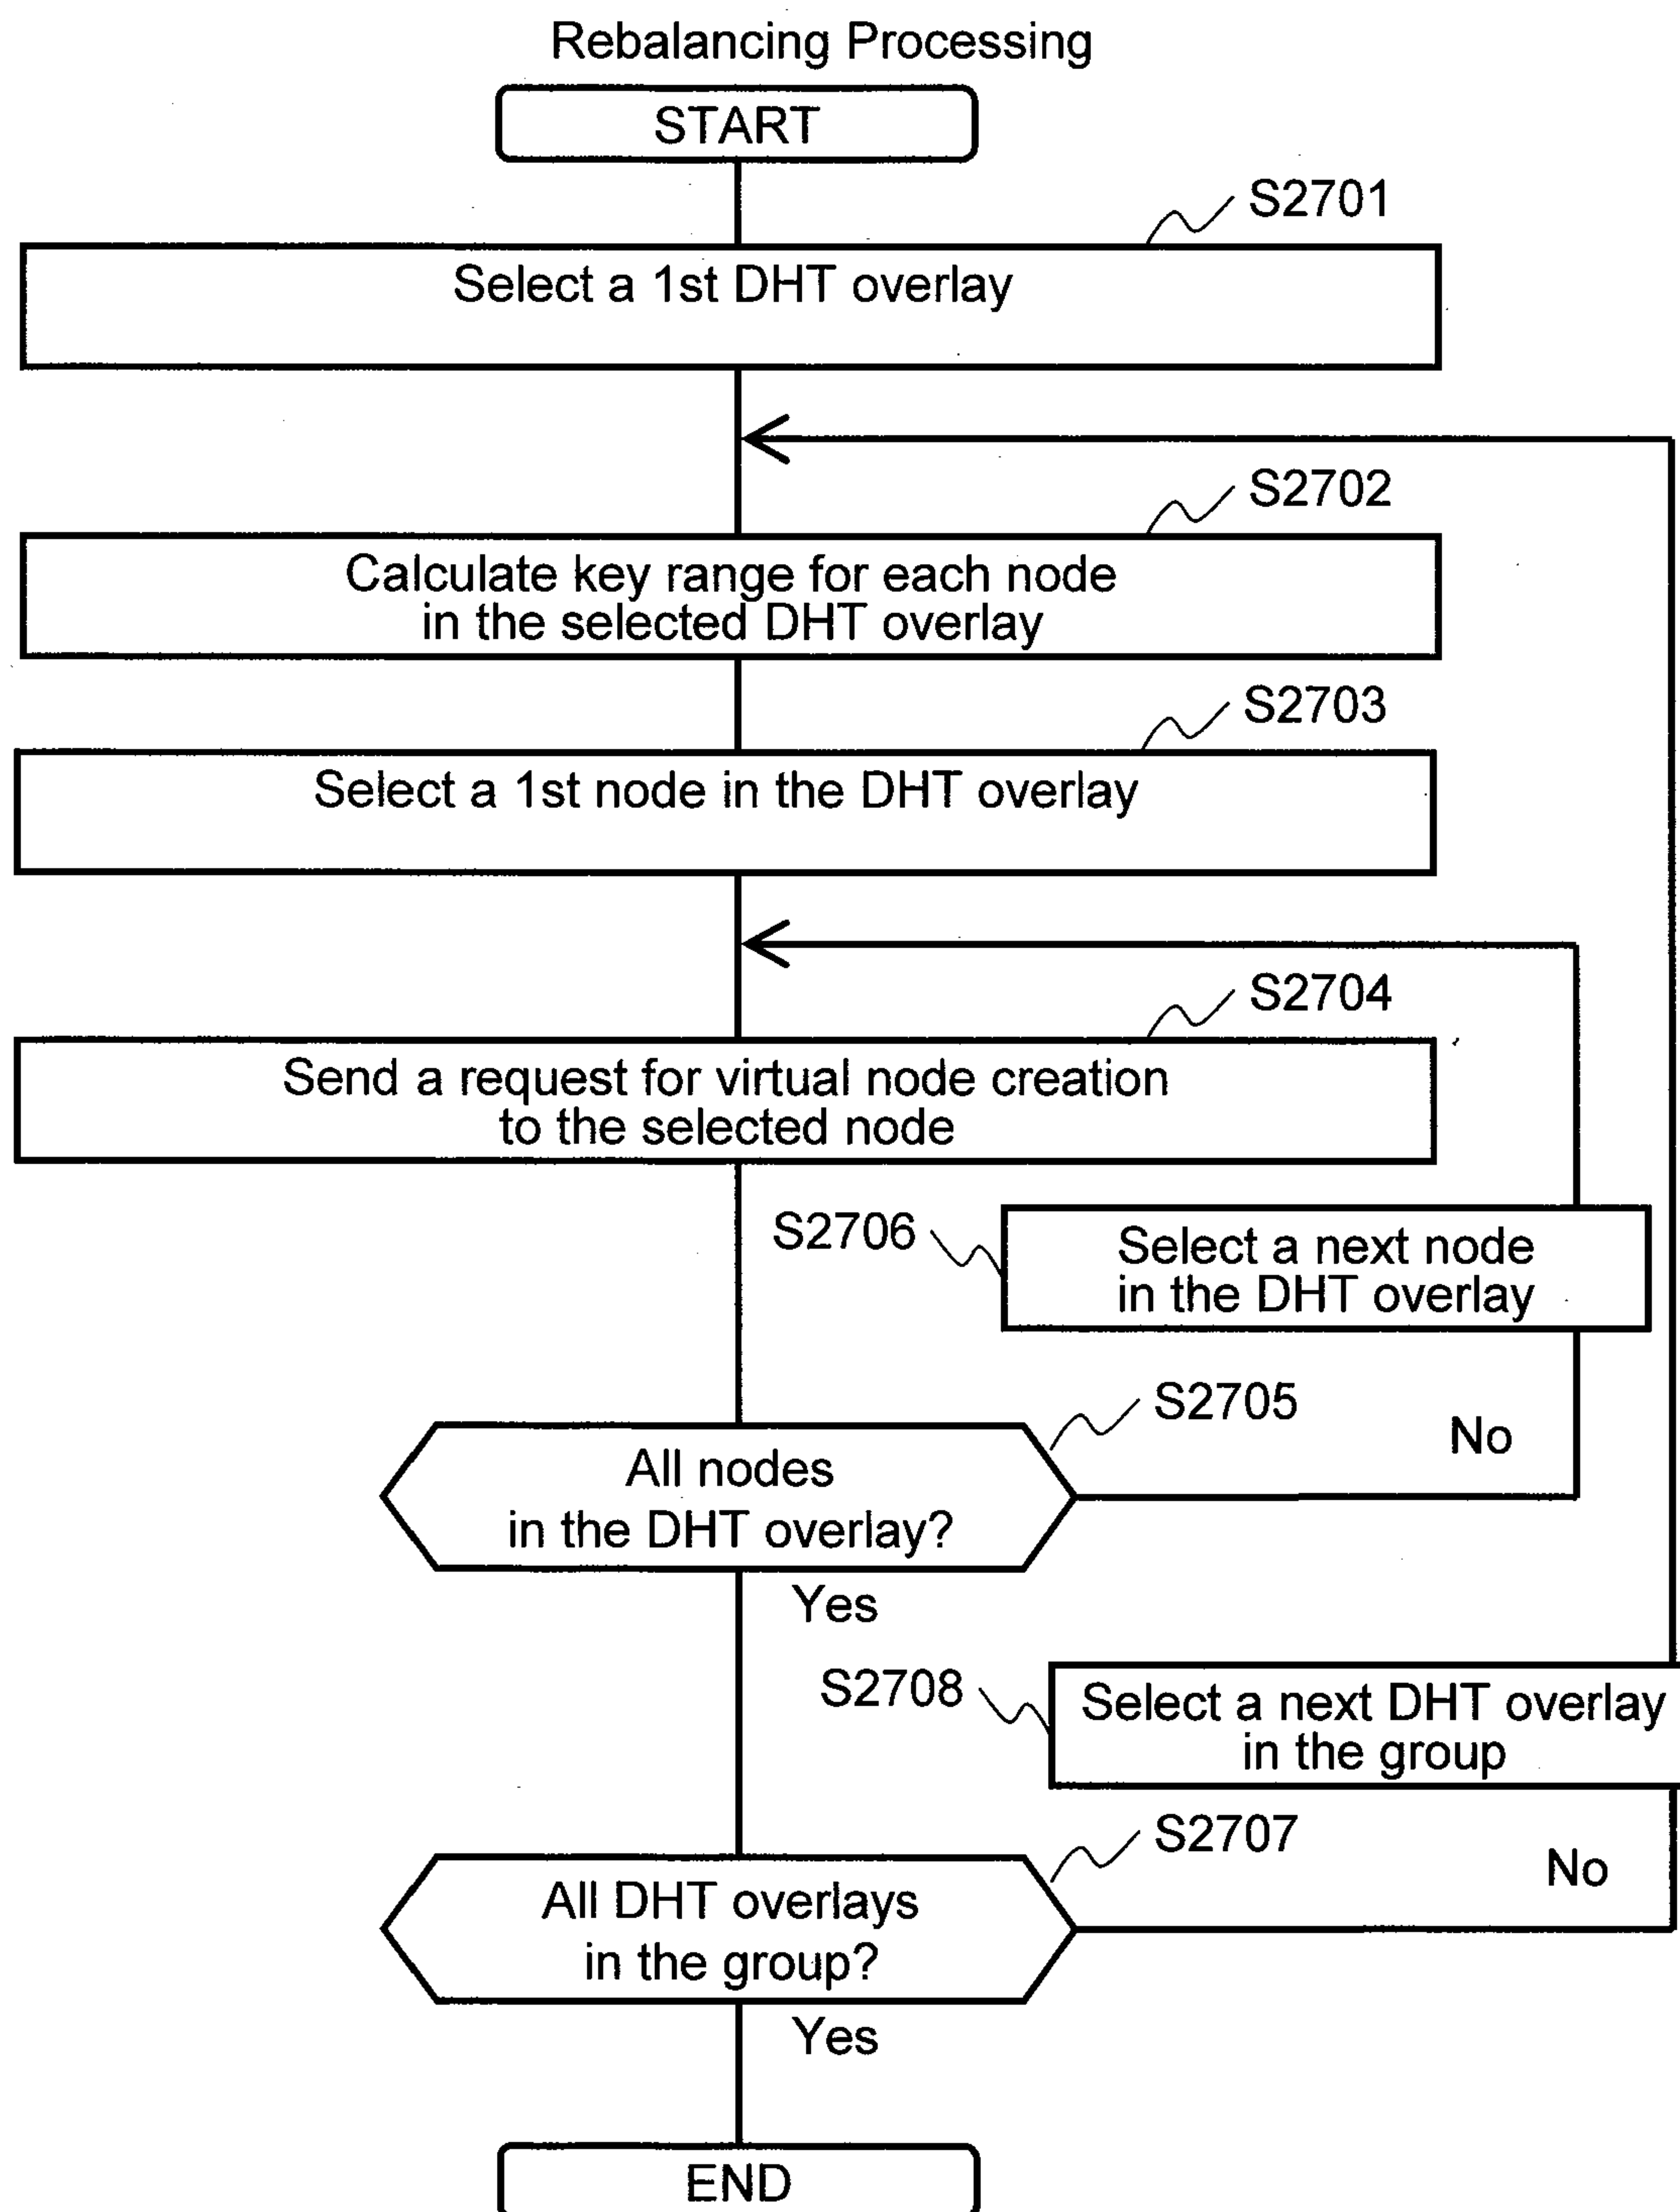 Rebalancing Processing
START
S2701
Select a 1st DHT overlay
S2702
Calculate key range for each node
in the selected DHT overlay
S2703
Select a 1st node in the DHT overlay
S2704
Send a request for virtual node creation
to the selected node
S2706
Select a next node
in the DHT overlay
S2705
No
All nodes
in the DHT overlay?
Yes
S2708
Select a next DHT overlay
in the group
S2707
No
All DHT overlays
in the group?
Yes
END